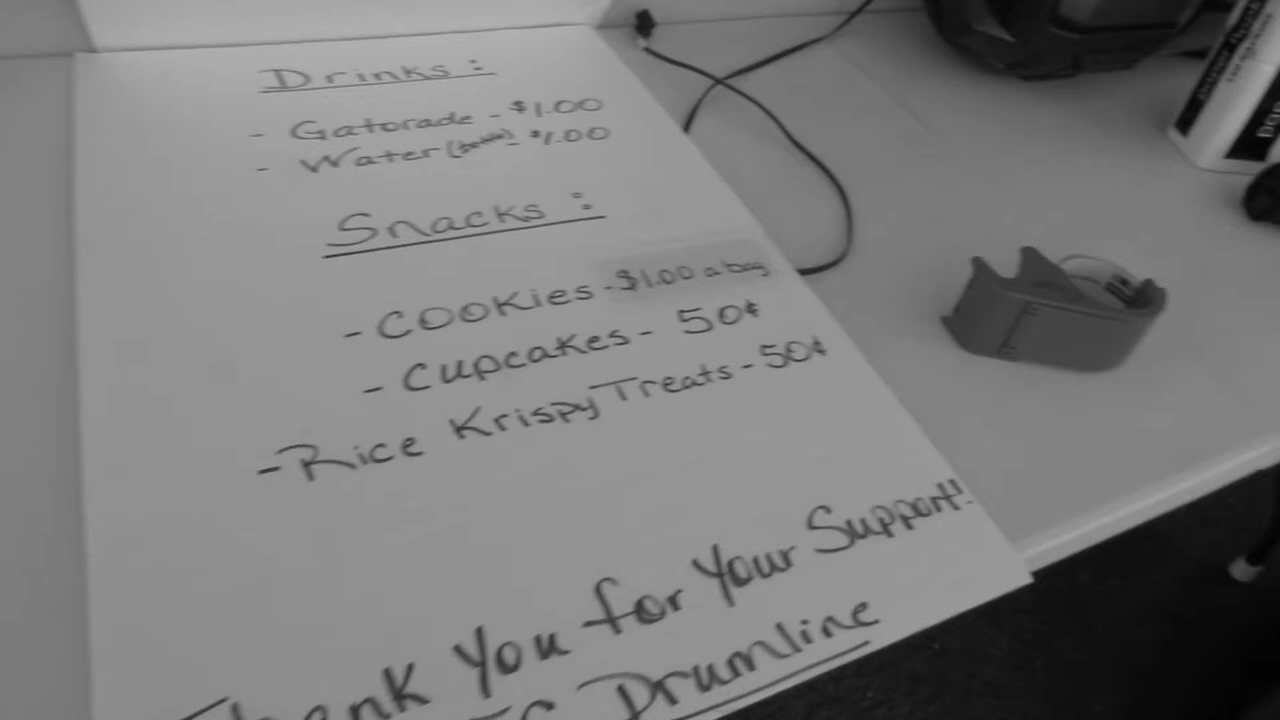 Drinks:
- Gatorade - $1.00
- Water (bottle) - $1.00
Snacks:
- Cookies - $1.00 a bag
- Cupcakes - 50¢
- Rice Krispy Treats - 50¢
Thank You for Your Support!
Drumline